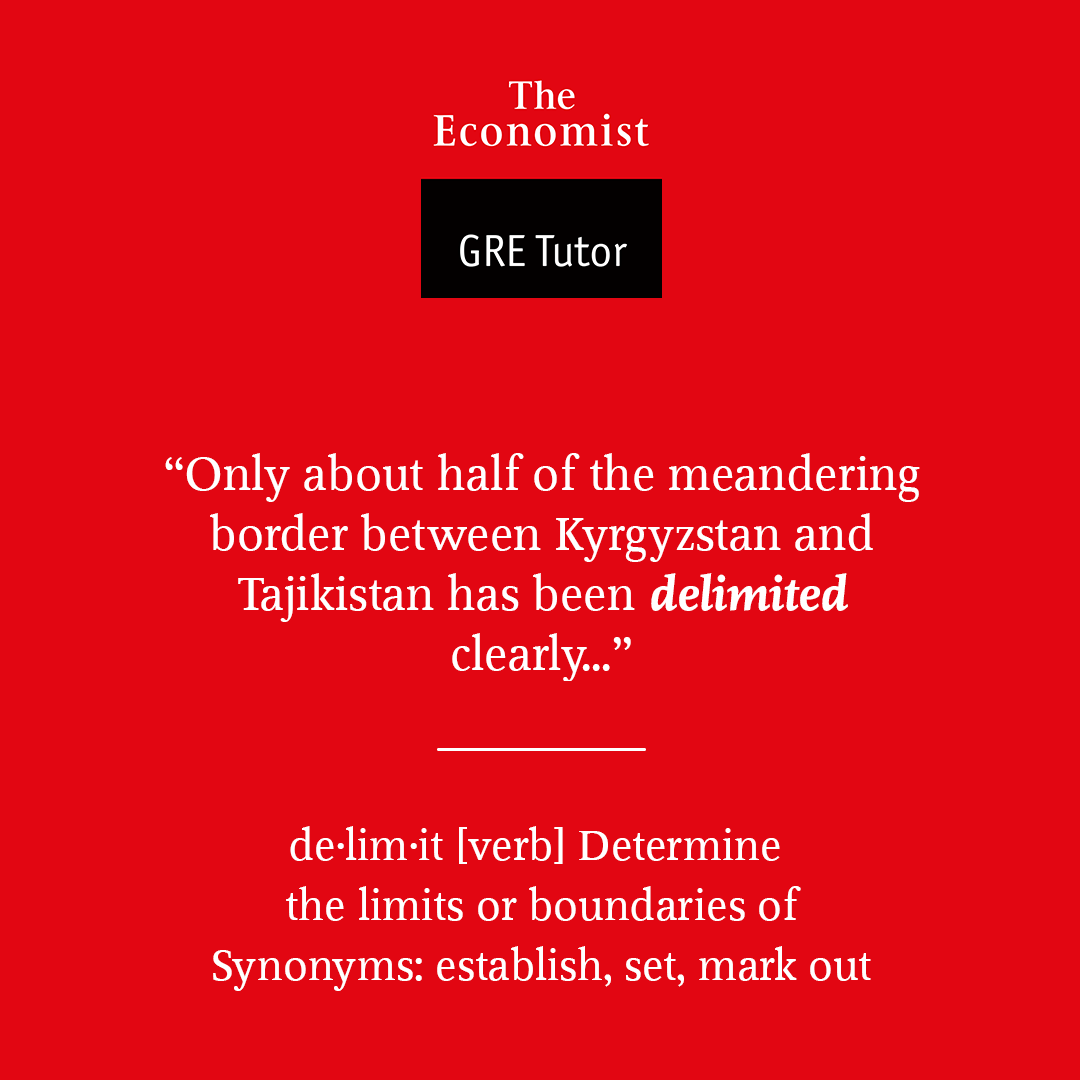 The
Economist
GRE Tutor
“Only about half of the meandering
border between Kyrgyzstan and
Tajikistan has been delimited
clearly...”
de·lim·it [verb] Determine
the limits or boundaries of
Synonyms: establish, set, mark out